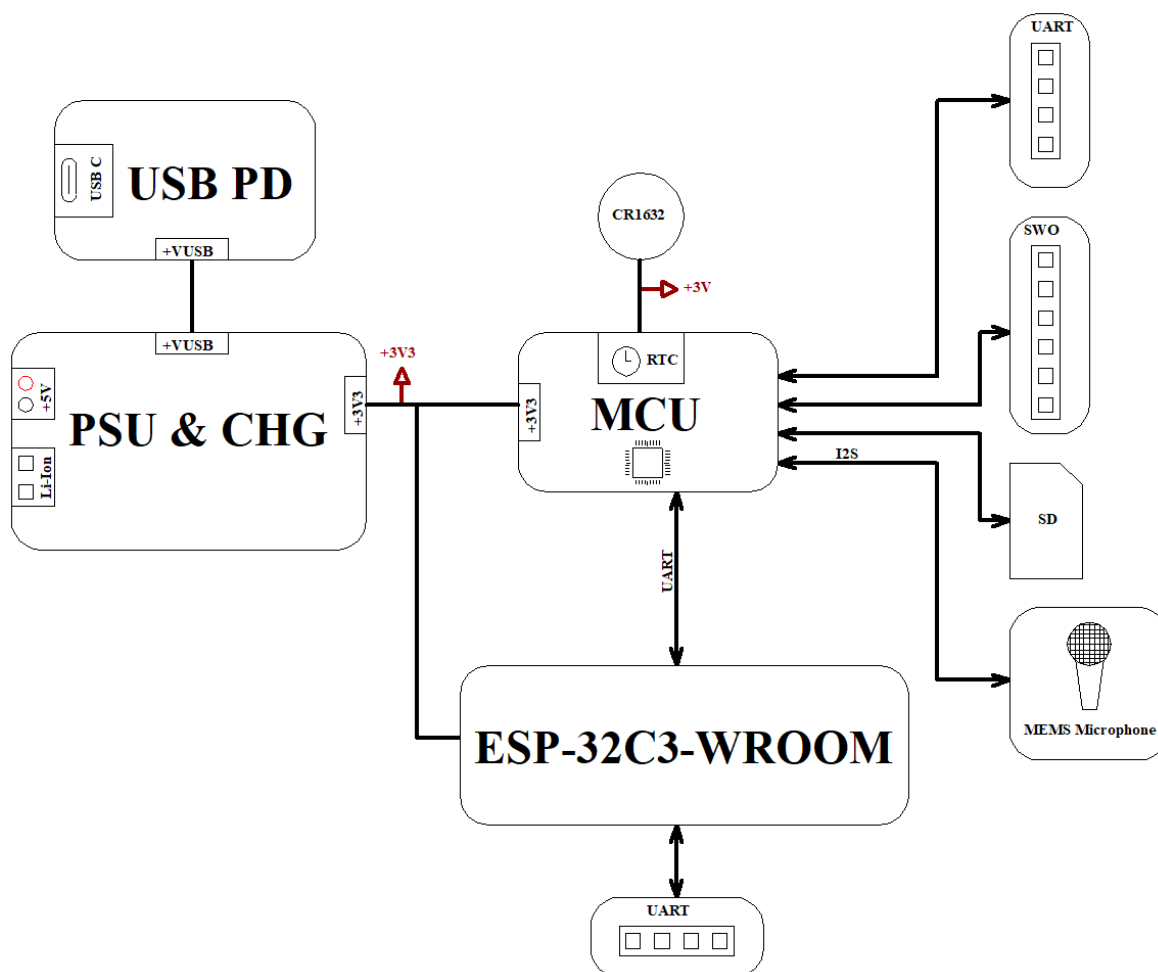 UART
USB C
USB PD
+VUSB
CR1632
+3V
SWO
+VUSB
+3V3
+5V
Li-Ion
PSU & CHG
+3V3
+3V3
RTC
MCU
I2S
SD
UART
MEMS Microphone
ESP-32C3-WROOM
UART